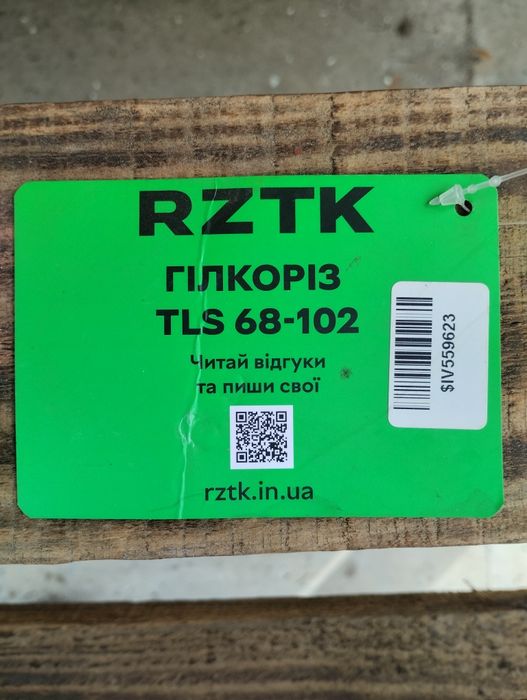 RZTK
ГІЛКОРІЗ
TLS 68-102
Читай відгуки
та пиши свої
rztk.in.ua
$IV559623